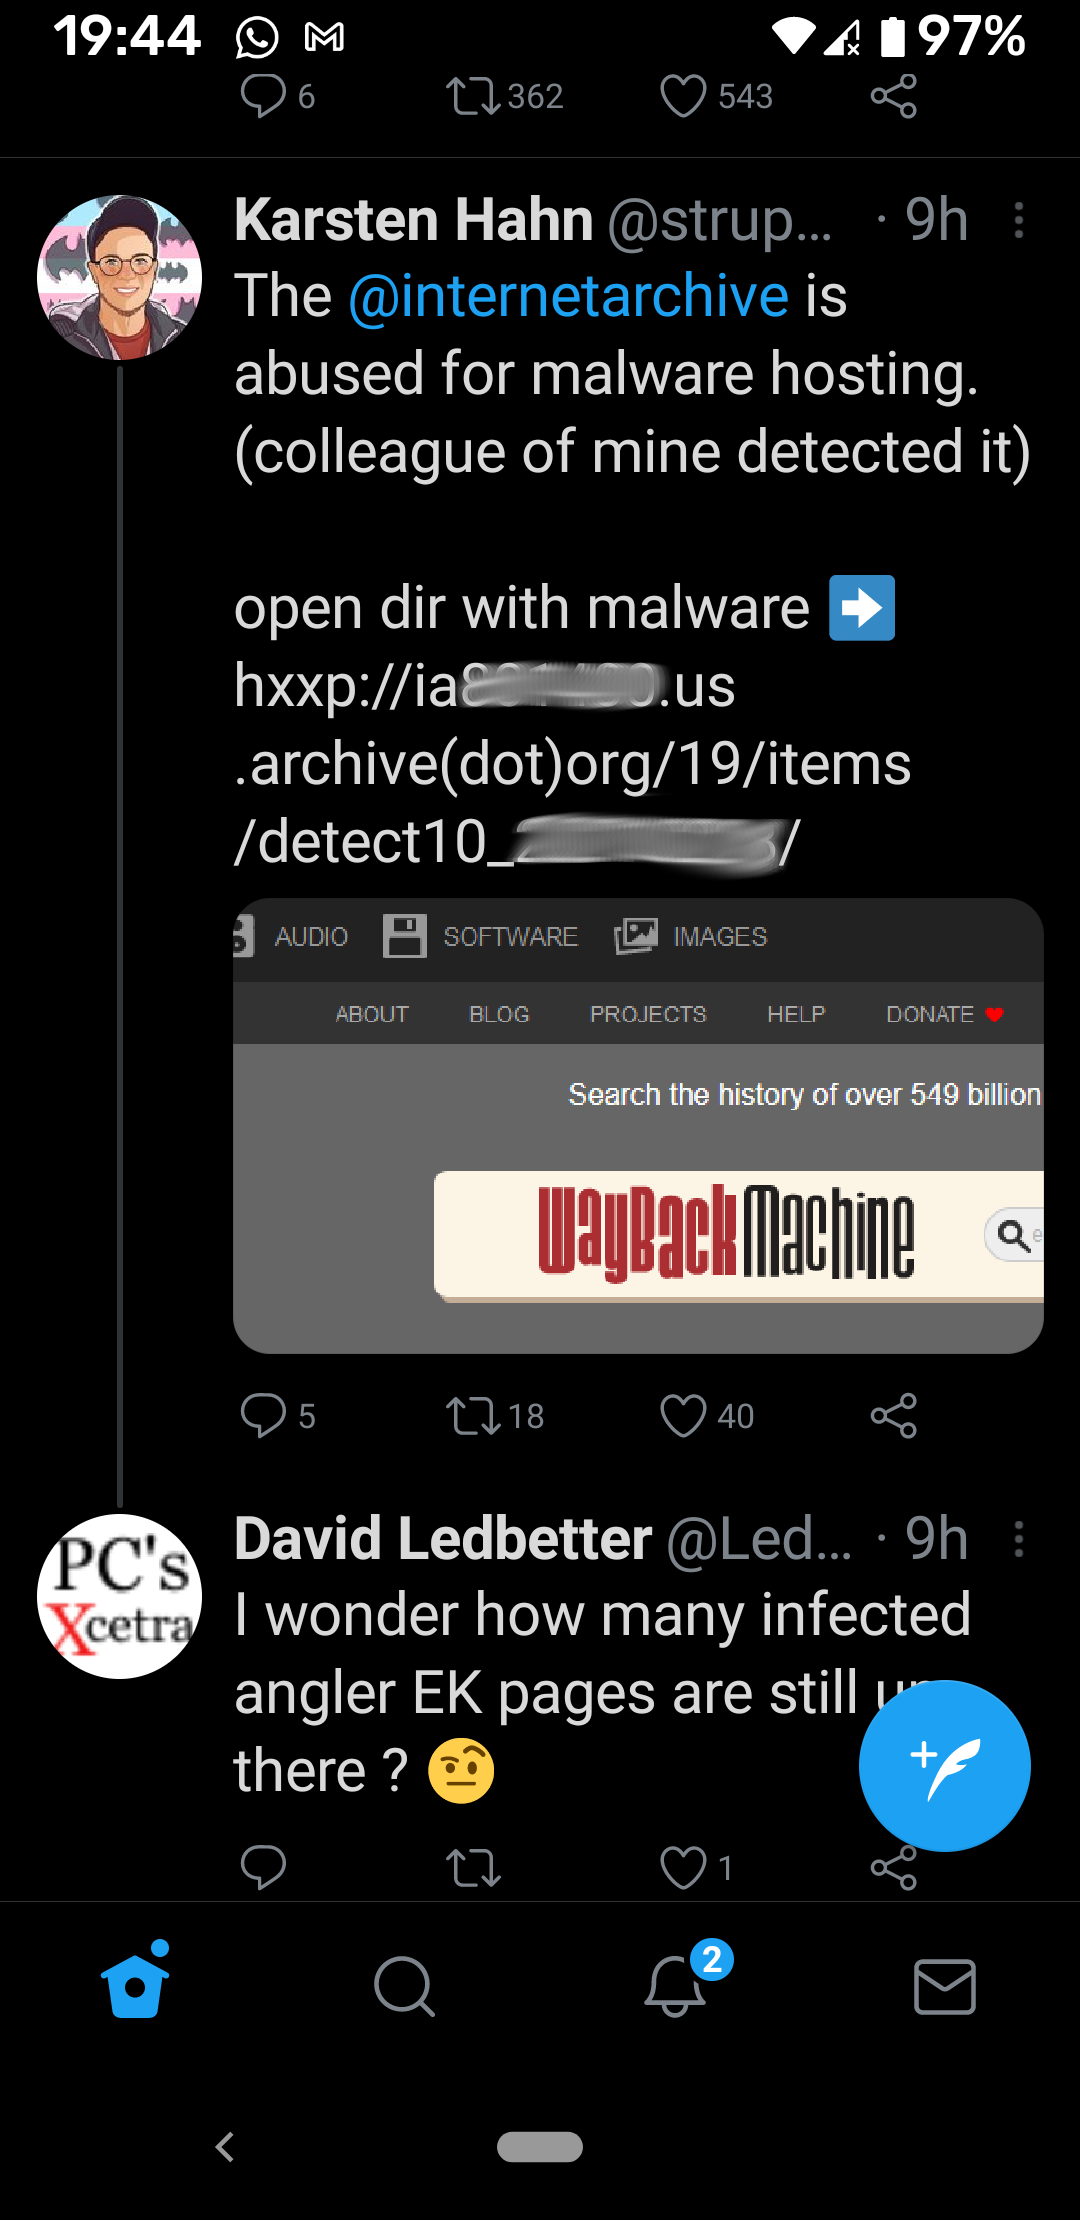 19:44 97%
6 362 543
Karsten Hahn @strup... · 9h
The @internetarchive is
abused for malware hosting.
(colleague of mine detected it)
open dir with malware ➡️
hxxp://ia .us
.archive(dot)org/19/items
/detect10_ /
AUDIO SOFTWARE IMAGES
ABOUT BLOG PROJECTS HELP DONATE
Search the history of over 549 billion
WayBackMachine
5 18 40
PC's
Xcetra
David Ledbetter @Led... · 9h
I wonder how many infected
angler EK pages are still
there ? 🤨
1
2